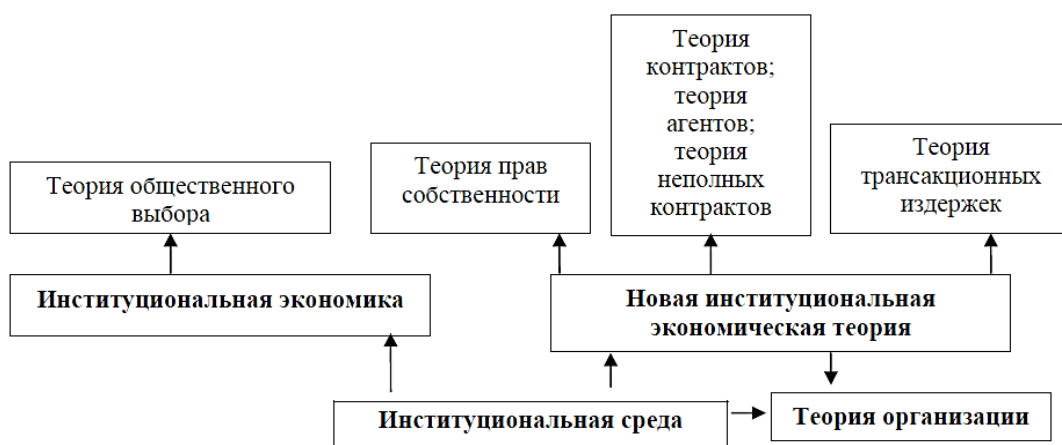 Теория
контрактов;
теория
агентов;
теория
неполных
контрактов
Теория общественного
выбора
Теория прав
собственности
Теория
трансакционных
издержек
Институциональная экономика
Новая институциональная
экономическая теория
Институциональная среда
Теория организации